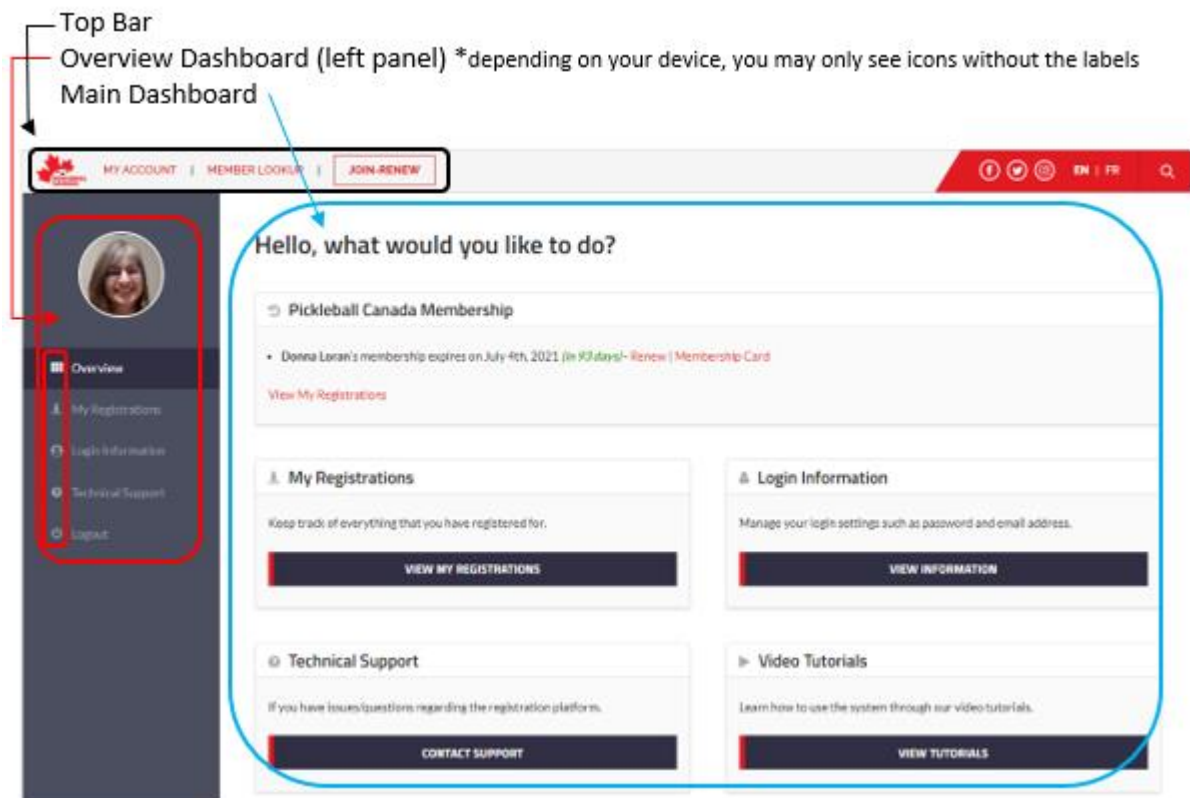 Top Bar
Overview Dashboard (left panel) *depending on your device, you may only see icons without the labels
Main Dashboard
MY ACCOUNT | MEMBER LOOKUP | JOIN-RENEW
EN | FR
Hello, what would you like to do?
Pickleball Canada Membership
• Donna Loran's membership expires on July 4th, 2021 (in 93 days)- Renew | Membership Card
View My Registrations
Overview
My Registrations
Login Information
Technical Support
Logout
My Registrations
Keep track of everything that you have registered for.
VIEW MY REGISTRATIONS
Login Information
Manage your login settings such as password and email address.
VIEW INFORMATION
Technical Support
If you have issues/questions regarding the registration platform.
CONTACT SUPPORT
Video Tutorials
Learn how to use the system through our video tutorials.
VIEW TUTORIALS